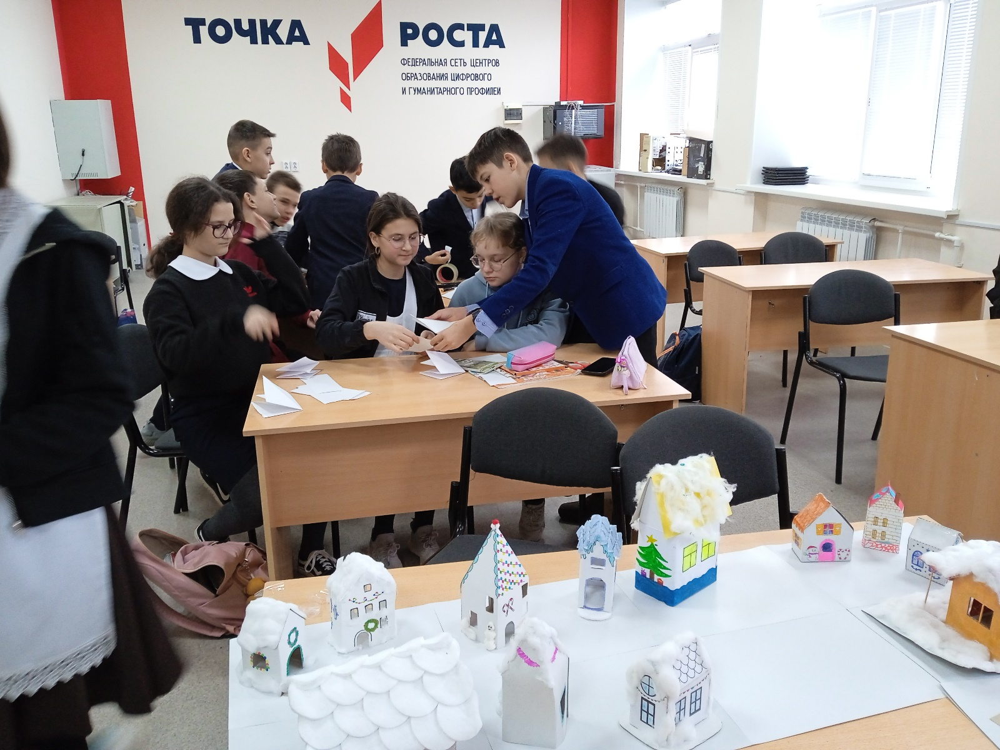 ТОЧКА РОСТА
ФЕДЕРАЛЬНАЯ СЕТЬ ЦЕНТРОВ
ОБРАЗОВАНИЯ ЦИФРОВОГО
И ГУМАНИТАРНОГО ПРОФИЛЕЙ